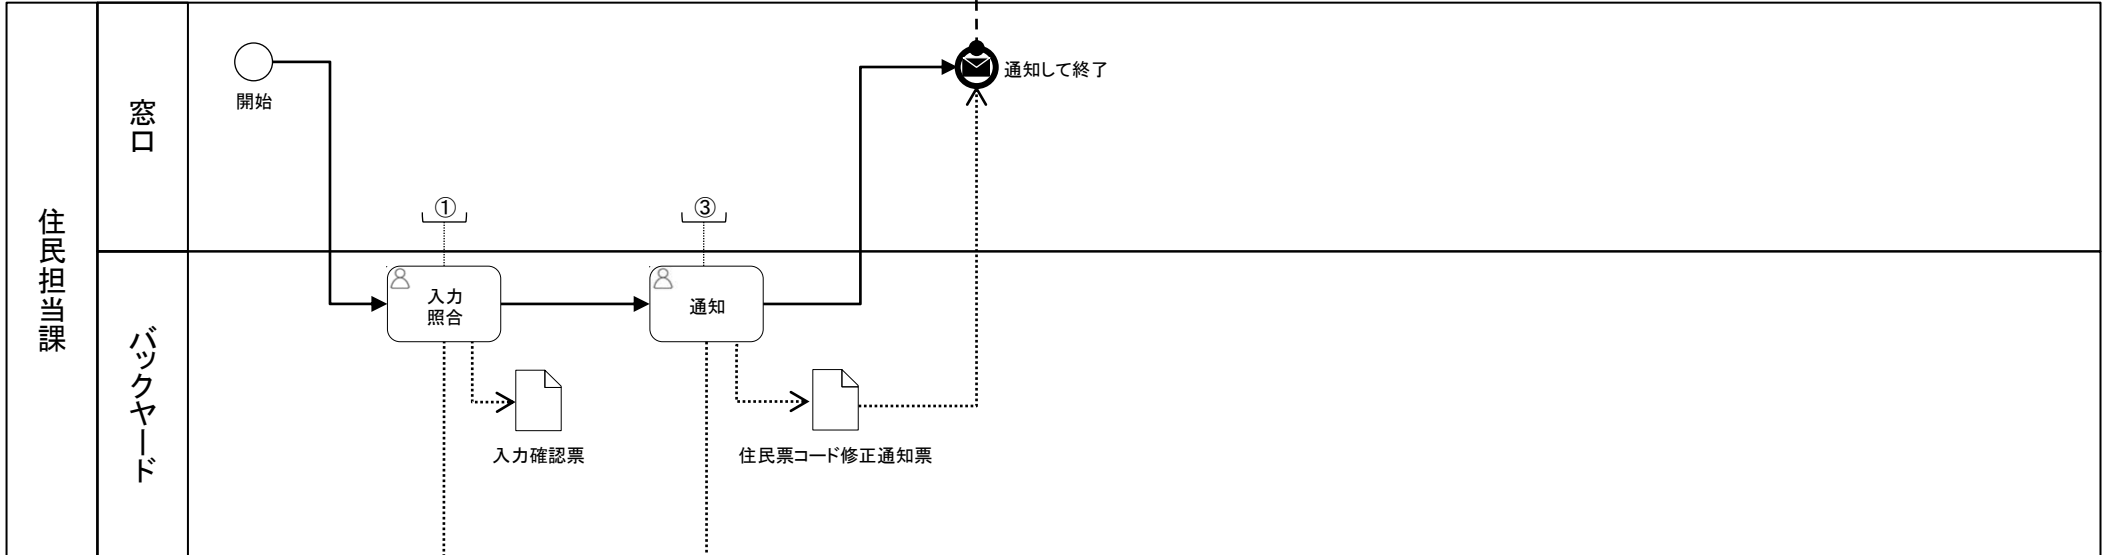 住民担当課
窓口
開始
通知して終了
①
③
バックヤード
入力
照合
通知
入力確認票
住民票コード修正通知票